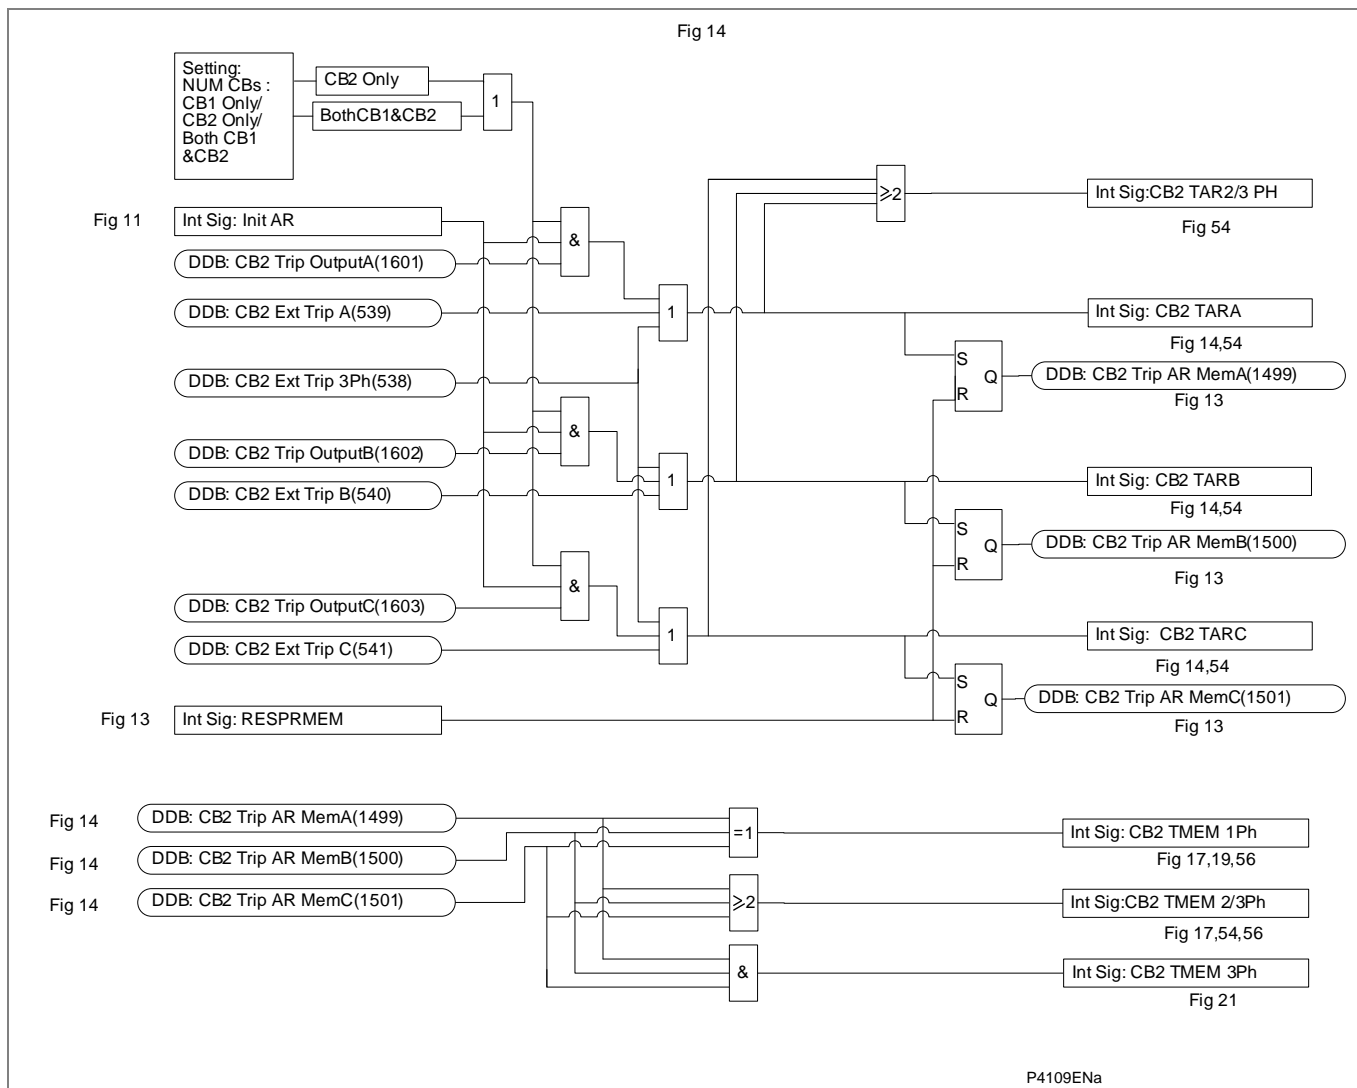 Fig 14
Setting:
NUM CBs :
CB1 Only/
CB2 Only/
Both CB1
&CB2
CB2 Only
BothCB1&CB2
1
Fig 11
Int Sig: Init AR
DDB: CB2 Trip OutputA(1601)
&
DDB: CB2 Ext Trip A(539)
1
DDB: CB2 Ext Trip 3Ph(538)
DDB: CB2 Trip OutputB(1602)
&
DDB: CB2 Ext Trip B(540)
1
DDB: CB2 Trip OutputC(1603)
&
DDB: CB2 Ext Trip C(541)
1
Fig 13
Int Sig: RESPRMEM
⩾2
Int Sig:CB2 TAR2/3 PH
Fig 54
Int Sig: CB2 TARA
Fig 14,54
S
R
Q
DDB: CB2 Trip AR MemA(1499)
Fig 13
Int Sig: CB2 TARB
Fig 14,54
S
R
Q
DDB: CB2 Trip AR MemB(1500)
Fig 13
Int Sig: CB2 TARC
Fig 14,54
S
R
Q
DDB: CB2 Trip AR MemC(1501)
Fig 13
Fig 14
DDB: CB2 Trip AR MemA(1499)
Fig 14
DDB: CB2 Trip AR MemB(1500)
Fig 14
DDB: CB2 Trip AR MemC(1501)
=1
Int Sig: CB2 TMEM 1Ph
Fig 17,19,56
⩾2
Int Sig:CB2 TMEM 2/3Ph
Fig 17,54,56
&
Int Sig: CB2 TMEM 3Ph
Fig 21
P4109ENa